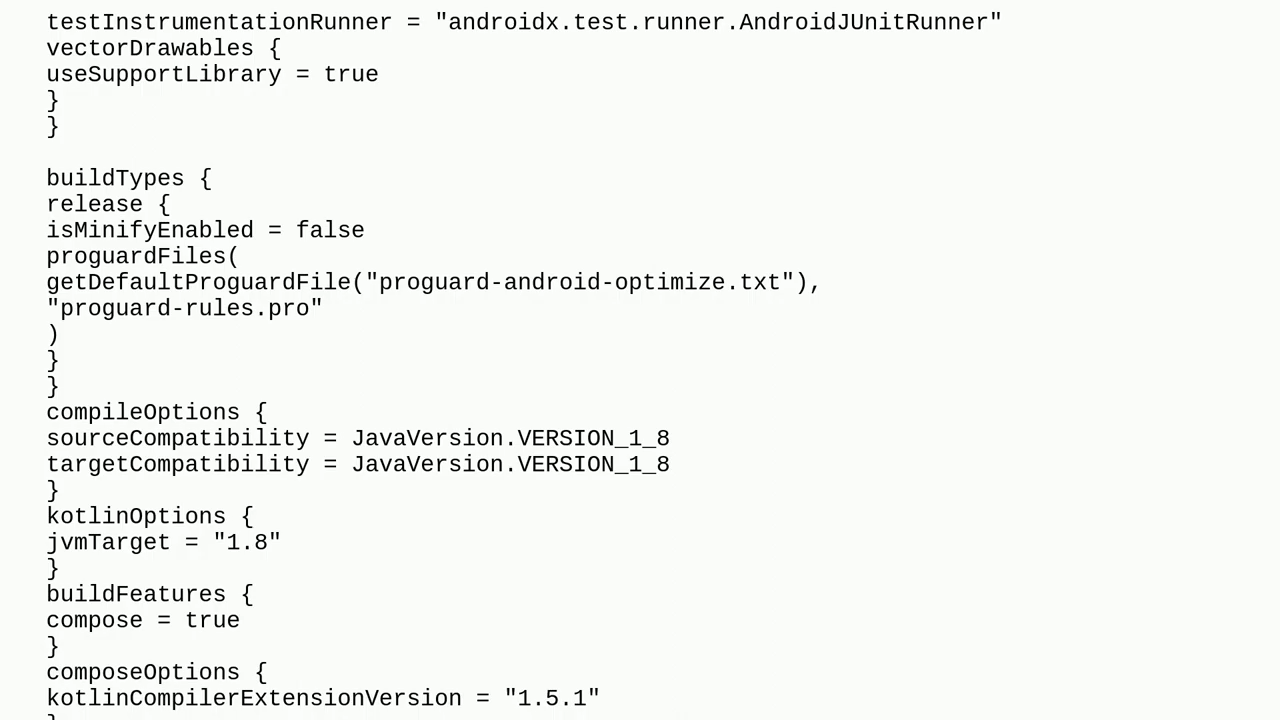 testInstrumentationRunner = "androidx.test.runner.AndroidJUnitRunner"
vectorDrawables {
useSupportLibrary = true
}
}

buildTypes {
release {
isMinifyEnabled = false
proguardFiles(
getDefaultProguardFile("proguard-android-optimize.txt"),
"proguard-rules.pro"
)
}
}
compileOptions {
sourceCompatibility = JavaVersion.VERSION_1_8
targetCompatibility = JavaVersion.VERSION_1_8
}
kotlinOptions {
jvmTarget = "1.8"
}
buildFeatures {
compose = true
}
composeOptions {
kotlinCompilerExtensionVersion = "1.5.1"
}